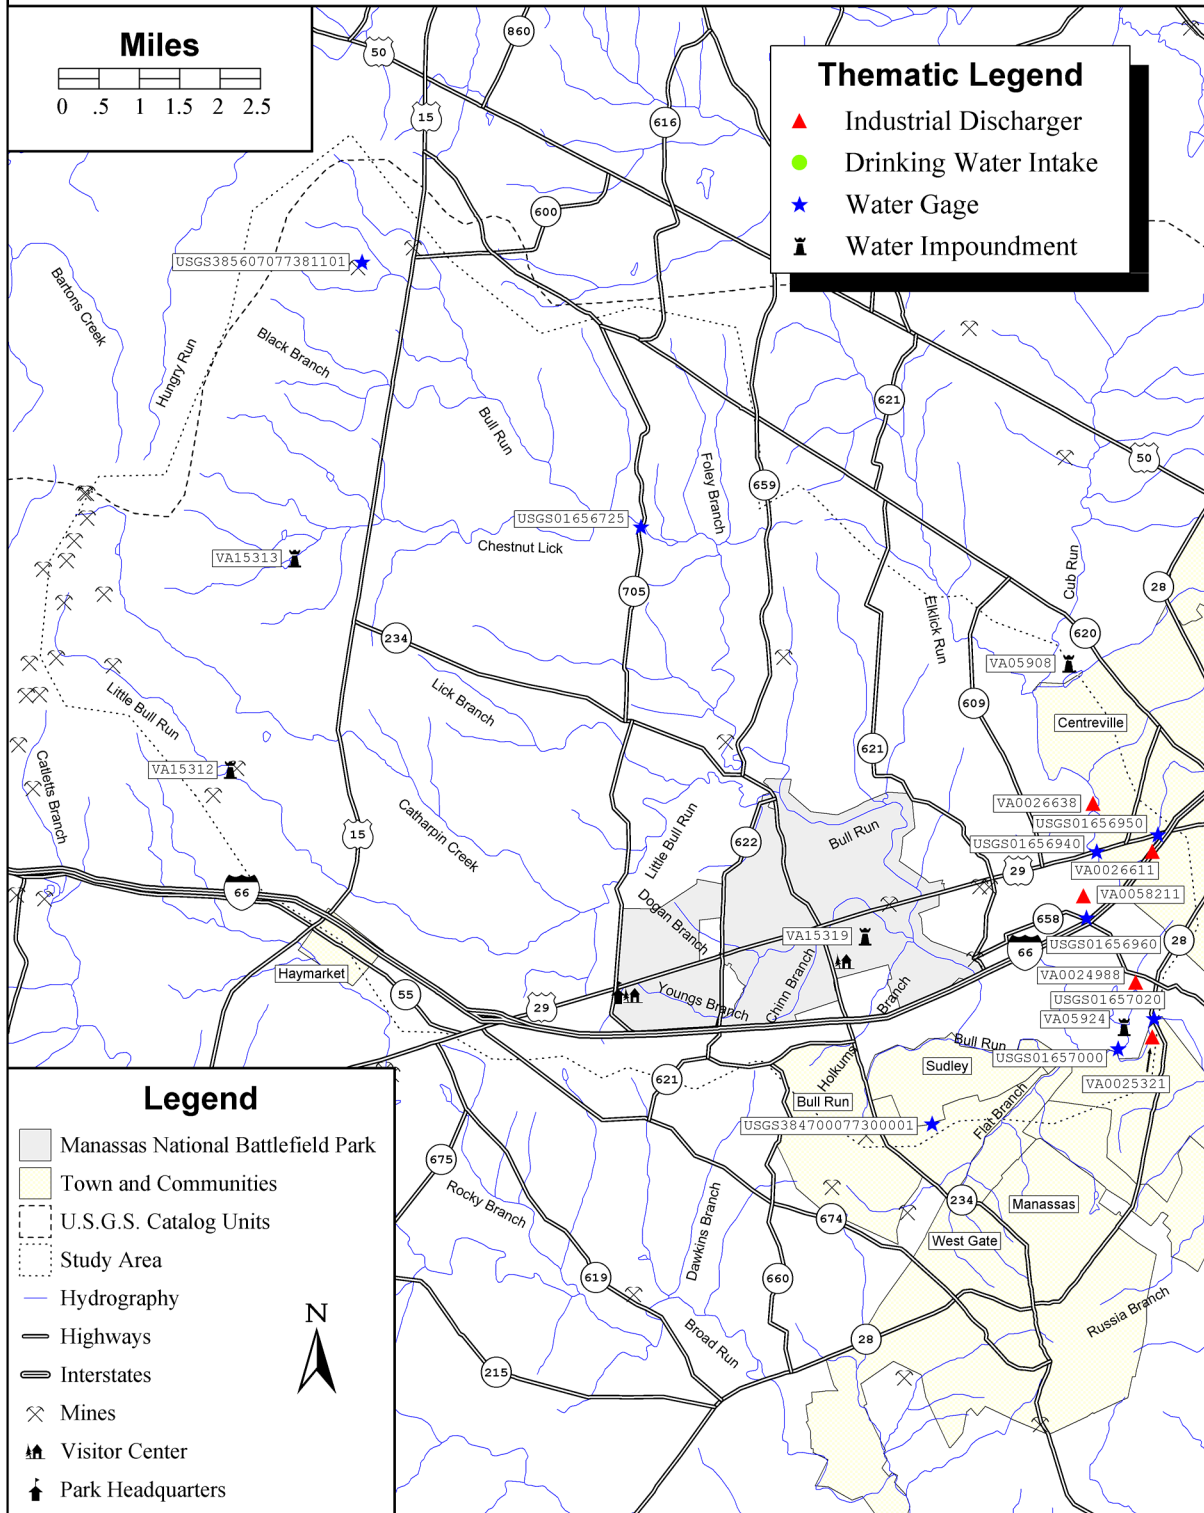 Miles
0 .5 1 1.5 2 2.5
Thematic Legend
Industrial Discharger
Drinking Water Intake
Water Gage
Water Impoundment
860
50
15
616
600
USGS385607077381101
Bartons Creek
Hungry Run
Black Branch
Bull Run
621
50
Foley Branch
659
USGS01656725
Chestnut Lick
VA15313
705
Cub Run
28
Elklick Run
234
620
VA05908
Lick Branch
609
Little Bull Run
Centreville
621
Catletts Branch
VA15312
Catharpin Creek
15
Little Bull Run
622
Bull Run
VA0026638
USGS01656950
USGS01656940
29
VA0026611
66
Dogan Branch
VA0058211
658
VA15319
USGS01656960
66
28
Haymarket
55
29
Youngs Branch
Chinn Branch
Branch
VA0024988
USGS01657020
VA05924
Bull Run
USGS01657000
Holkums
Sudley
VA0025321
621
Bull Run
Flat Branch
USGS384700077300001
675
Rocky Branch
Dawkins Branch
674
234
Manassas
West Gate
619
660
Broad Run
28
Russia Branch
215
Legend
Manassas National Battlefield Park
Town and Communities
U.S.G.S. Catalog Units
Study Area
Hydrography
Highways
Interstates
Mines
Visitor Center
Park Headquarters
N